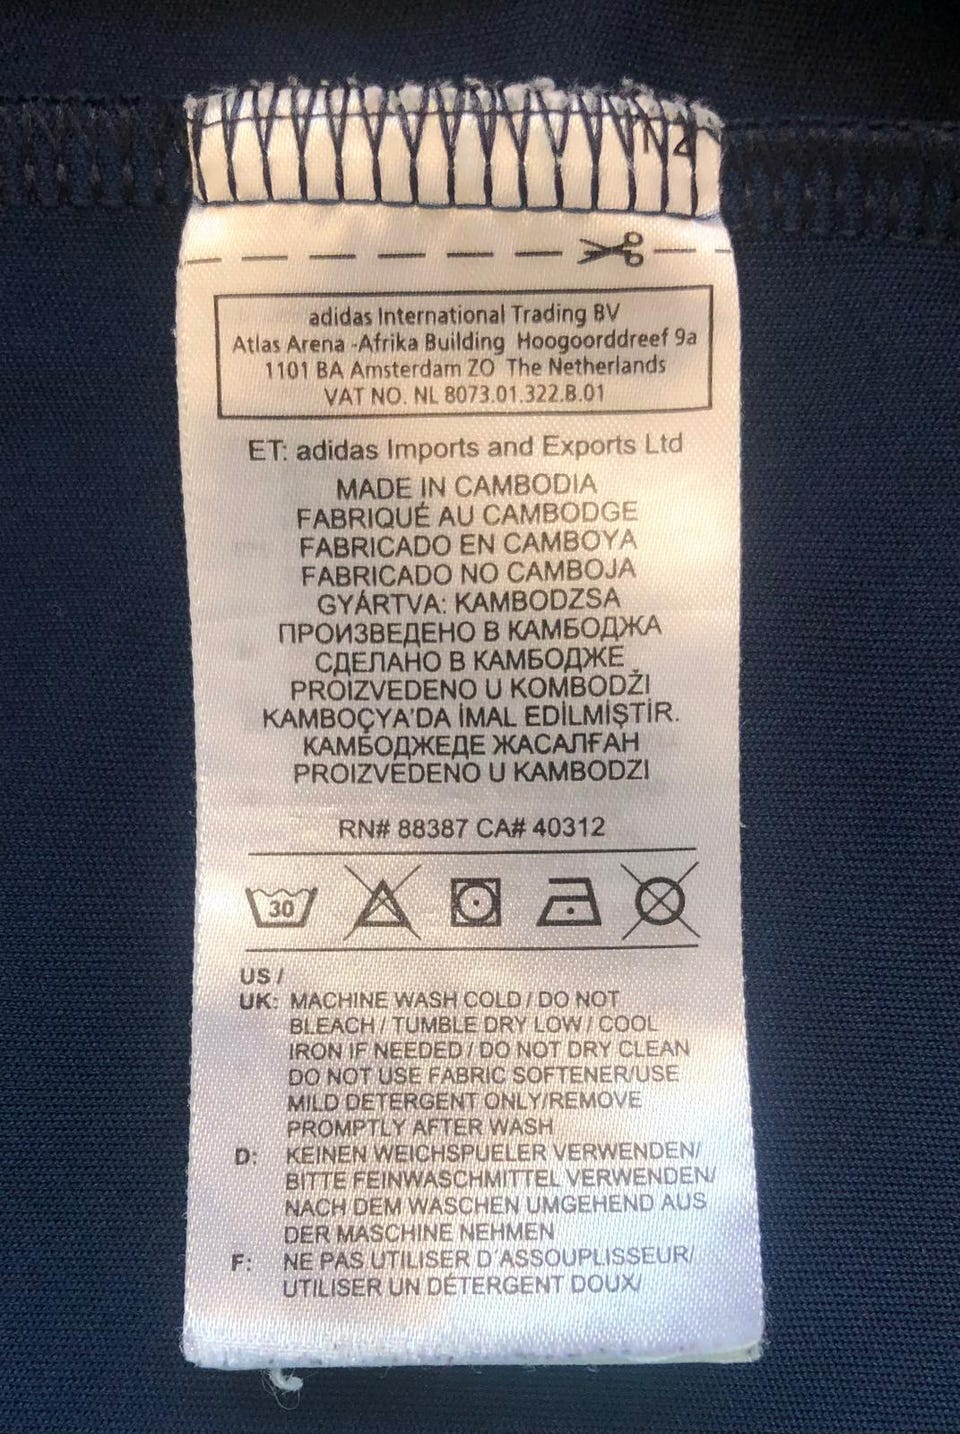 NZ
adidas International Trading BV
Atlas Arena -Afrika Building Hoogoorddreef 9a
1101 BA Amsterdam ZO The Netherlands
VAT NO. NL 8073.01.322.B.01
ET: adidas Imports and Exports Ltd
MADE IN CAMBODIA
FABRIQUÉ AU CAMBODGE
FABRICADO EN CAMBOYA
FABRICADO NO CAMBOJA
GYÁRTVA: KAMBODZSA
ПРОИЗВЕДЕНО В КАМБОДЖА
СДЕЛАНО В КАМБОДЖЕ
PROIZVEDENO U KOMBODŽI
KAMBOÇYA'DA İMAL EDİLMİŞTİR.
КАМБОДЖЕДЕ ЖАСАЛҒАН
PROIZVEDENO U KAMBODZI
RN# 88387 CA# 40312
30
US /
UK: MACHINE WASH COLD / DO NOT
BLEACH / TUMBLE DRY LOW / COOL
IRON IF NEEDED / DO NOT DRY CLEAN
DO NOT USE FABRIC SOFTENER/USE
MILD DETERGENT ONLY/REMOVE
PROMPTLY AFTER WASH
D: KEINEN WEICHSPUELER VERWENDEN/
BITTE FEINWASCHMITTEL VERWENDEN/
NACH DEM WASCHEN UMGEHEND AUS
DER MASCHINE NEHMEN
F: NE PAS UTILISER D'ASSOUPLISSEUR/
UTILISER UN DÉTERGENT DOUX/